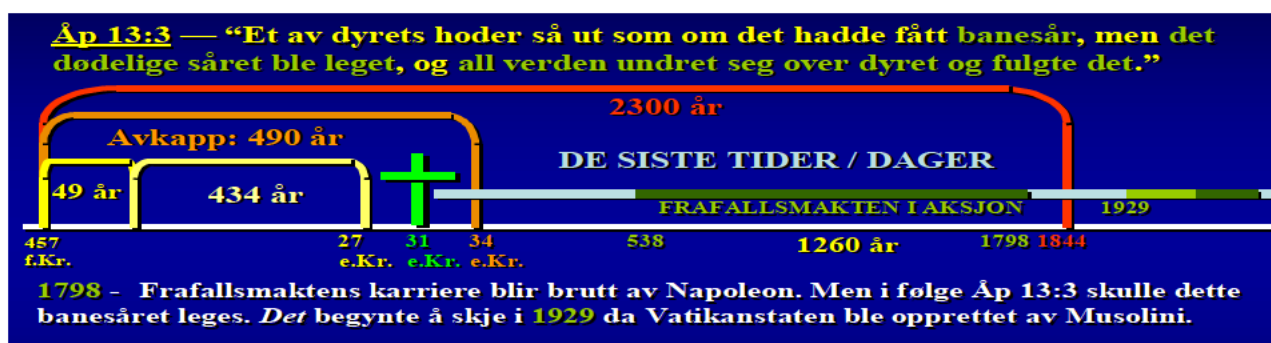 Åp 13:3 — “Et av dyrets hoder så ut som om det hadde fått banesår, men det
dødelige såret ble leget, og all verden undret seg over dyret og fulgte det.”
2300 år
Avkapp: 490 år
DE SISTE TIDER / DAGER
49 år
434 år
FRAFALLSMAKTEN I AKSJON
1929
457
f.Kr.
27
e.Kr.
31
e.Kr.
34
e.Kr.
538
1260 år
1798
1844
1798 - Frafallsmaktens karriere blir brutt av Napoleon. Men i følge Åp 13:3 skulle dette
banesåret leges. Det begynte å skje i 1929 da Vatikanstaten ble opprettet av Musolini.